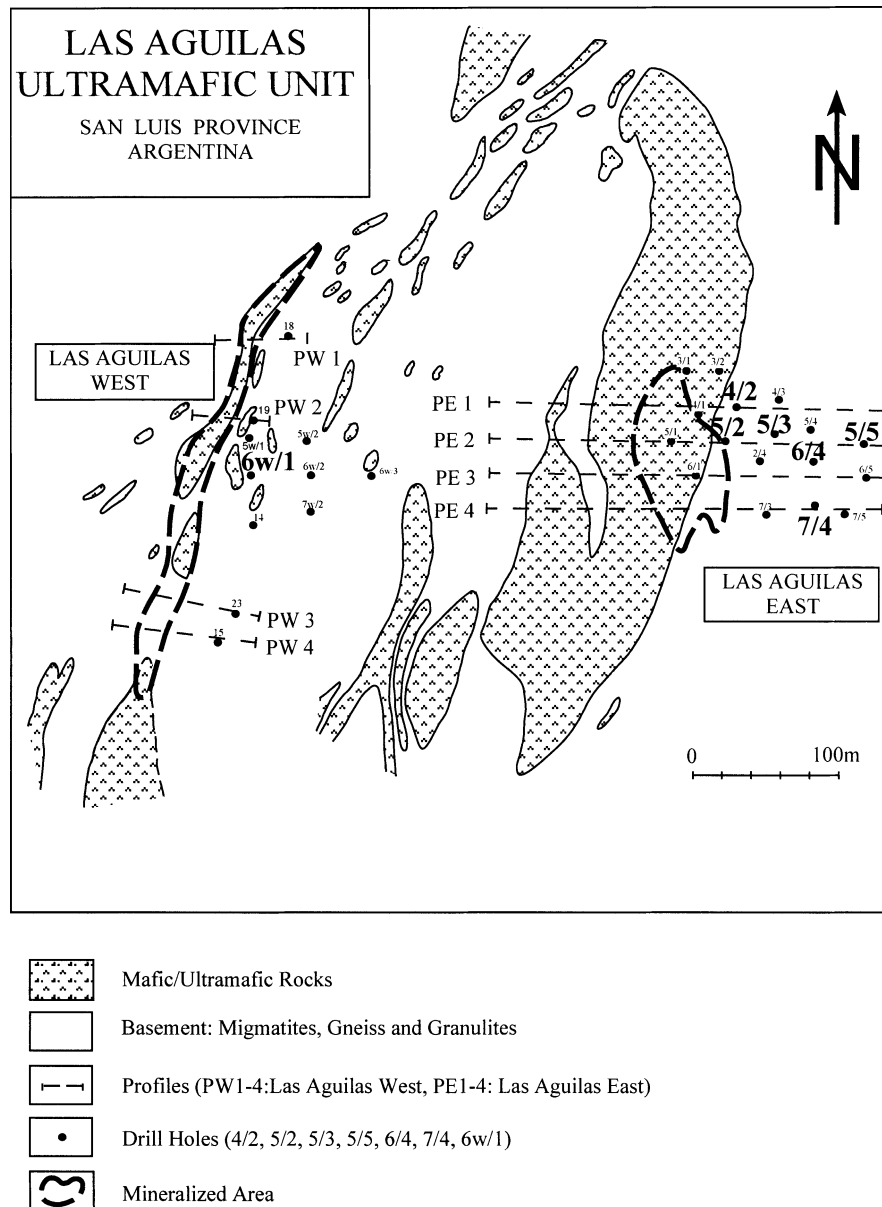 LAS AGUILAS
ULTRAMAFIC UNIT
SAN LUIS PROVINCE
ARGENTINA
N
18
LAS AGUILAS
WEST
PW 1
19
PW 2
5w/1
5w/2
6w/1
6w/2
6w 3
7w/2
14
23
PW 3
15
PW 4
3/1
3/2
PE 1
4/1
4/2
4/3
PE 2
5/1
5/2
5/3
5/4
5/5
PE 3
6/1
2/4
6/4
6/5
PE 4
7/3
7/4
7/5
LAS AGUILAS
EAST
0 100m
Mafic/Ultramafic Rocks
Basement: Migmatites, Gneiss and Granulites
Profiles (PW1-4:Las Aguilas West, PE1-4: Las Aguilas East)
Drill Holes (4/2, 5/2, 5/3, 5/5, 6/4, 7/4, 6w/1)
Mineralized Area